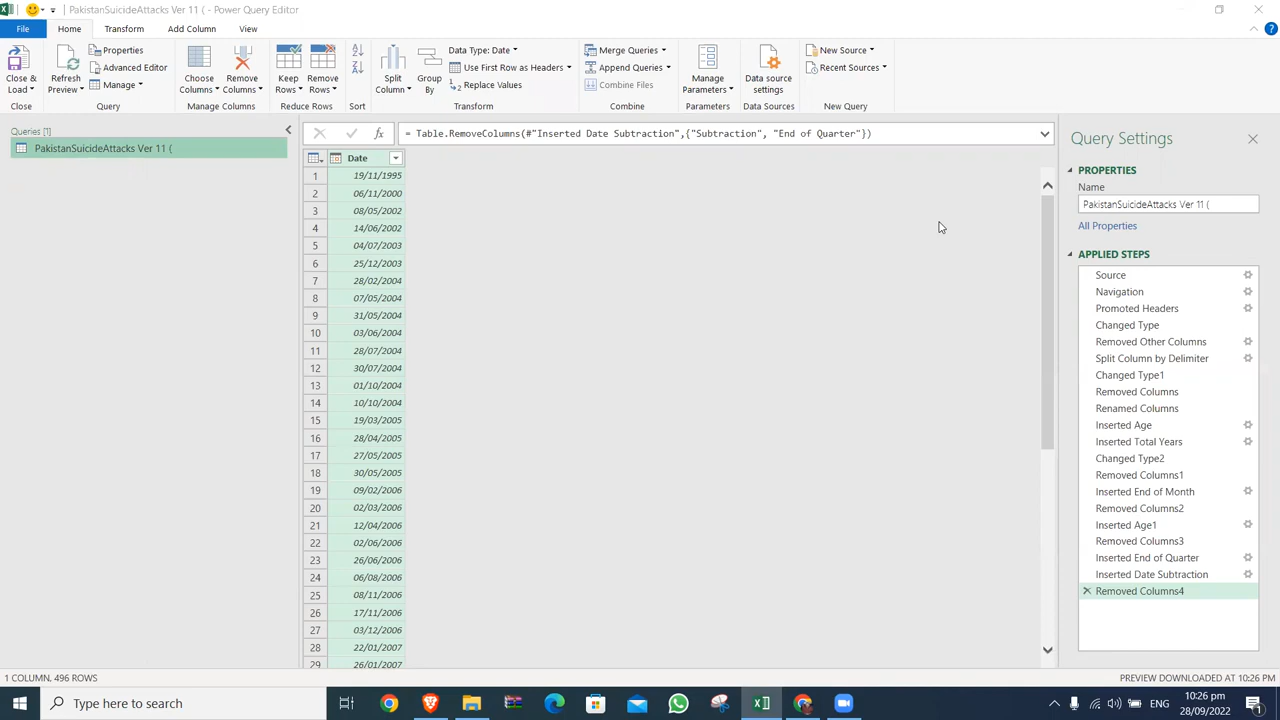 PakistanSuicideAttacks Ver 11 ( - Power Query Editor
File
Home
Transform
Add Column
View
Close & Load
Refresh Preview
Properties
Advanced Editor
Manage
Choose Columns
Remove Columns
Keep Rows
Remove Rows
Split Column
Group By
Data Type: Date
Use First Row as Headers
Replace Values
Merge Queries
Append Queries
Combine Files
Manage Parameters
Data source settings
New Source
Recent Sources
Close
Query
Manage Columns
Reduce Rows
Sort
Transform
Combine
Parameters
Data Sources
New Query
Queries [1]
PakistanSuicideAttacks Ver 11 (
fx
= Table.RemoveColumns(#"Inserted Date Subtraction",{"Subtraction", "End of Quarter"})
Date
1 19/11/1995
2 06/11/2000
3 08/05/2002
4 14/06/2002
5 04/07/2003
6 25/12/2003
7 28/02/2004
8 07/05/2004
9 31/05/2004
10 03/06/2004
11 28/07/2004
12 30/07/2004
13 01/10/2004
14 10/10/2004
15 19/03/2005
16 28/04/2005
17 27/05/2005
18 30/05/2005
19 09/02/2006
20 02/03/2006
21 12/04/2006
22 02/06/2006
23 26/06/2006
24 06/08/2006
25 08/11/2006
26 17/11/2006
27 03/12/2006
28 22/01/2007
29 26/01/2007
Query Settings
PROPERTIES
Name
PakistanSuicideAttacks Ver 11 (
All Properties
APPLIED STEPS
Source
Navigation
Promoted Headers
Changed Type
Removed Other Columns
Split Column by Delimiter
Changed Type1
Removed Columns
Renamed Columns
Inserted Age
Inserted Total Years
Changed Type2
Removed Columns1
Inserted End of Month
Removed Columns2
Inserted Age1
Removed Columns3
Inserted End of Quarter
Inserted Date Subtraction
Removed Columns4
1 COLUMN, 496 ROWS
PREVIEW DOWNLOADED AT 10:26 PM
Type here to search
ENG
10:26 pm
28/09/2022